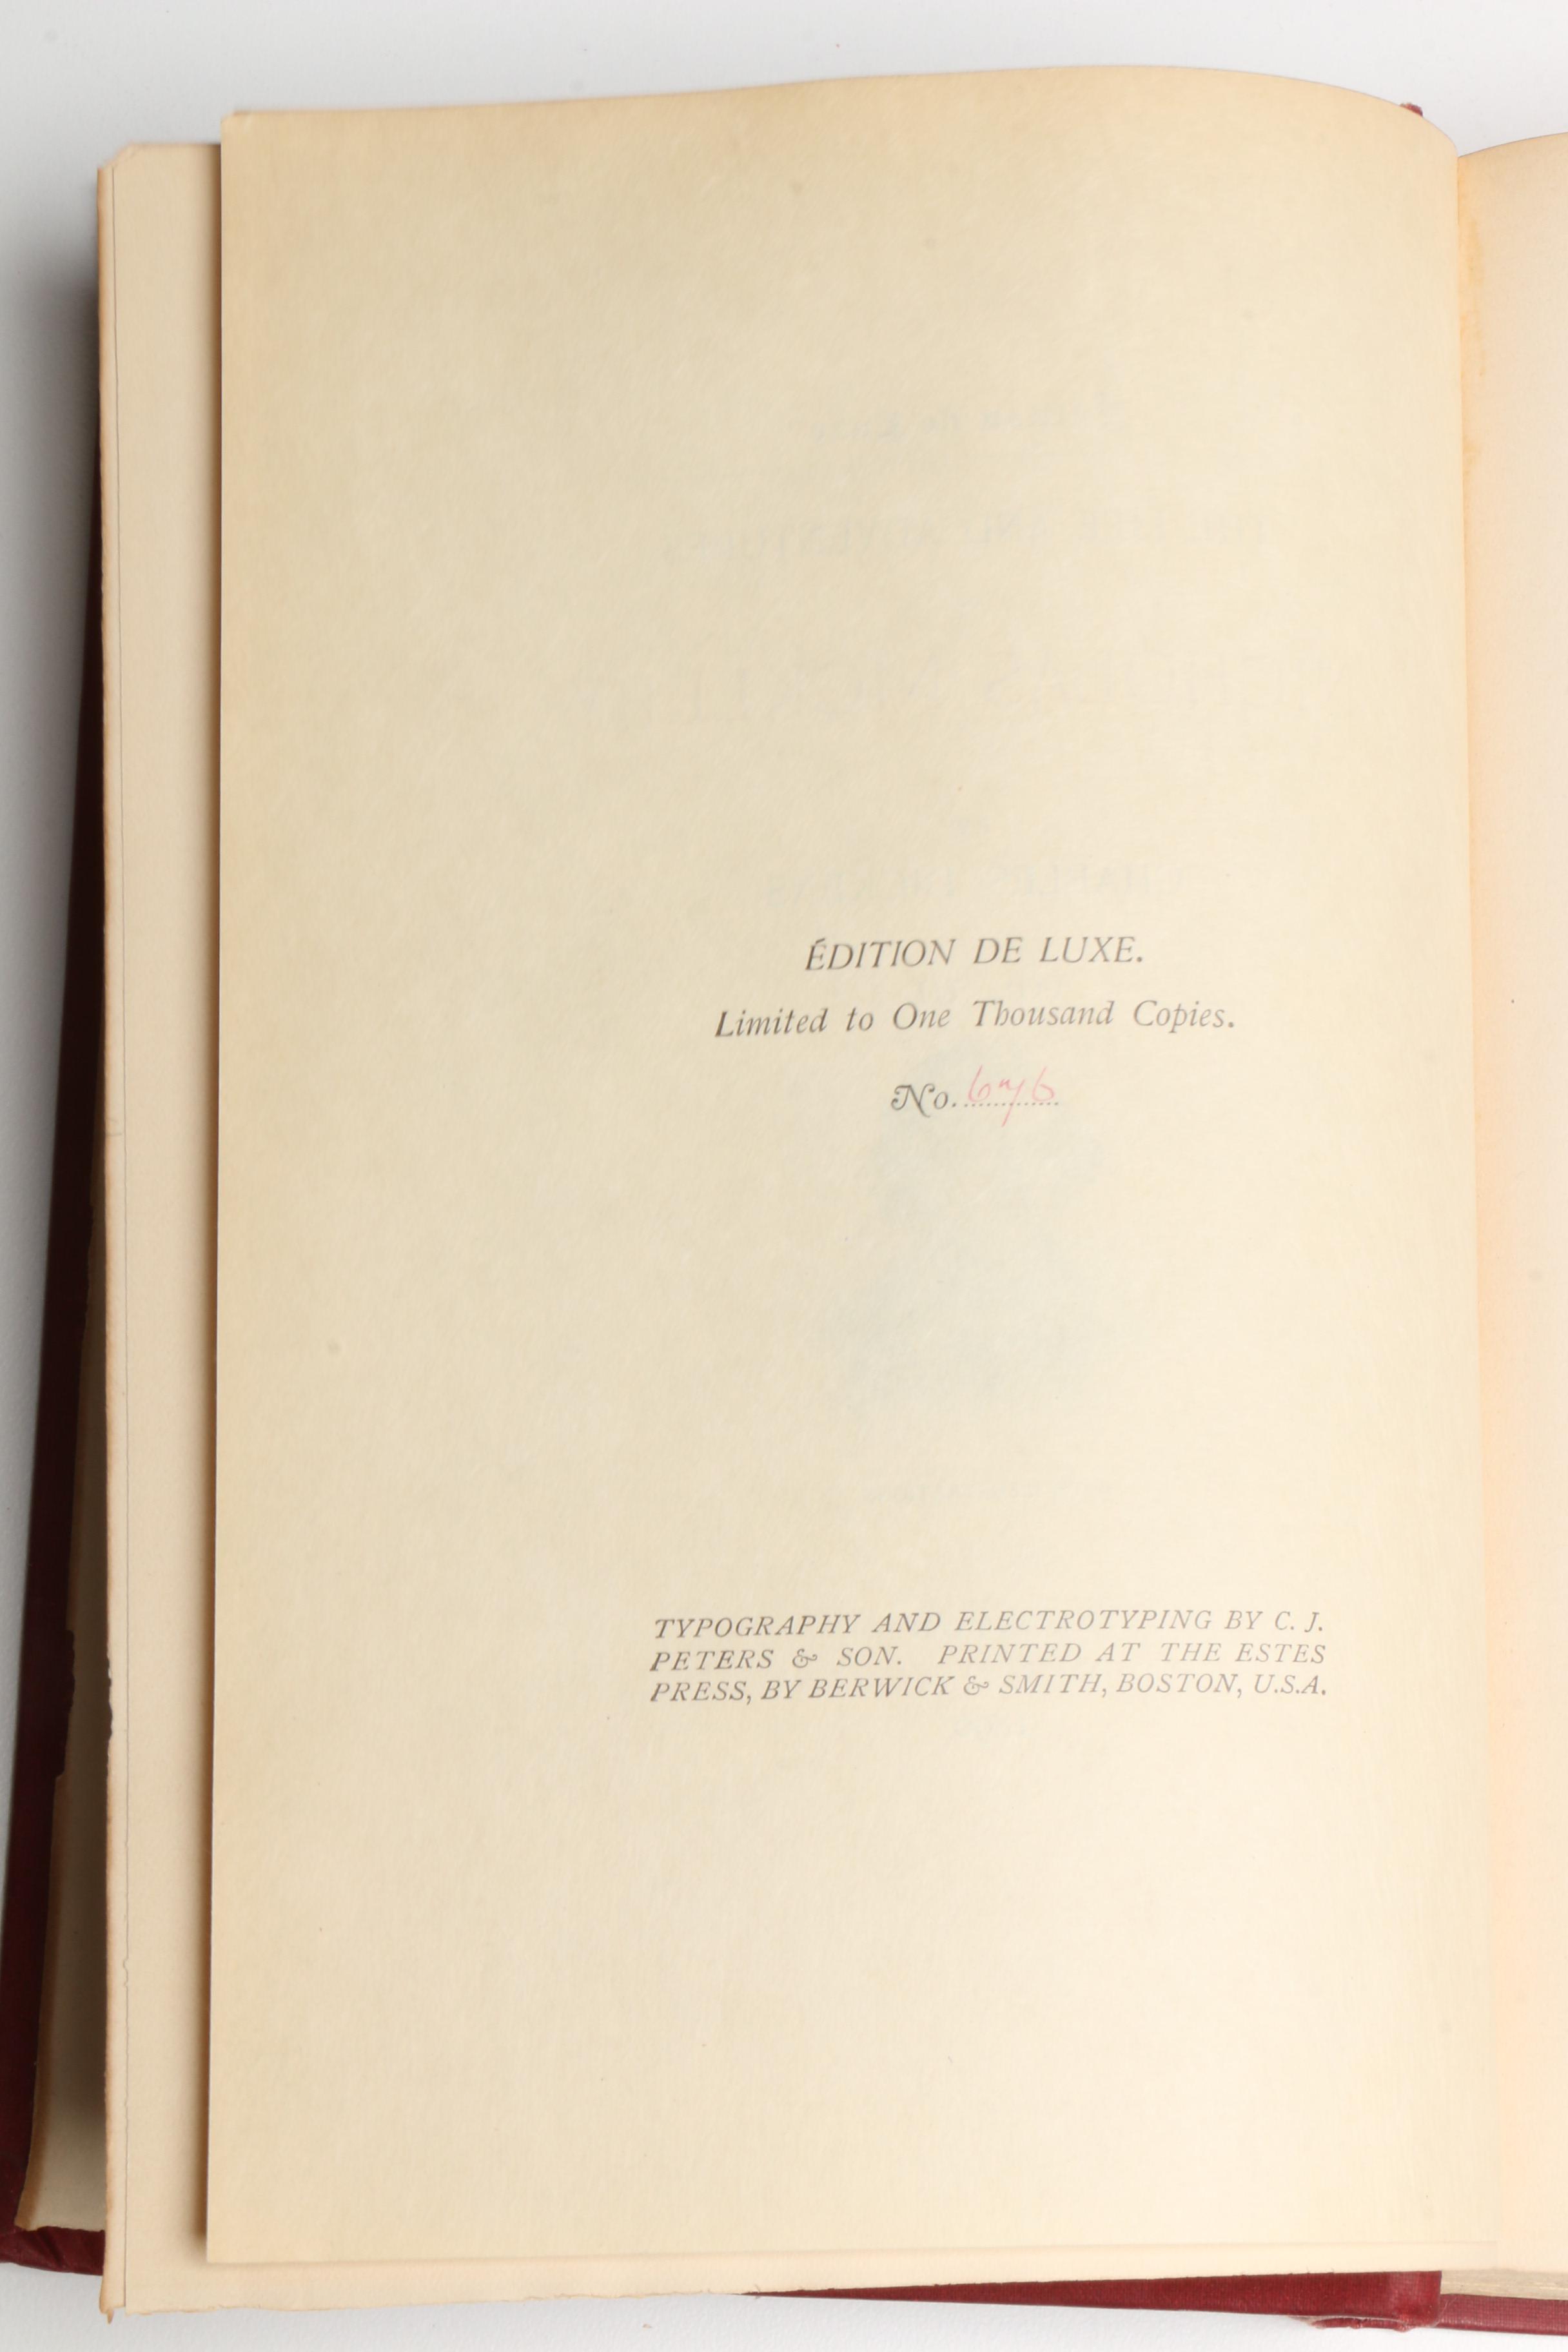 ÉDITION DE LUXE.
Limited to One Thousand Copies.
No. 676
TYPOGRAPHY AND ELECTROTYPING BY C. J.
PETERS & SON. PRINTED AT THE ESTES
PRESS, BY BERWICK & SMITH, BOSTON, U.S.A.